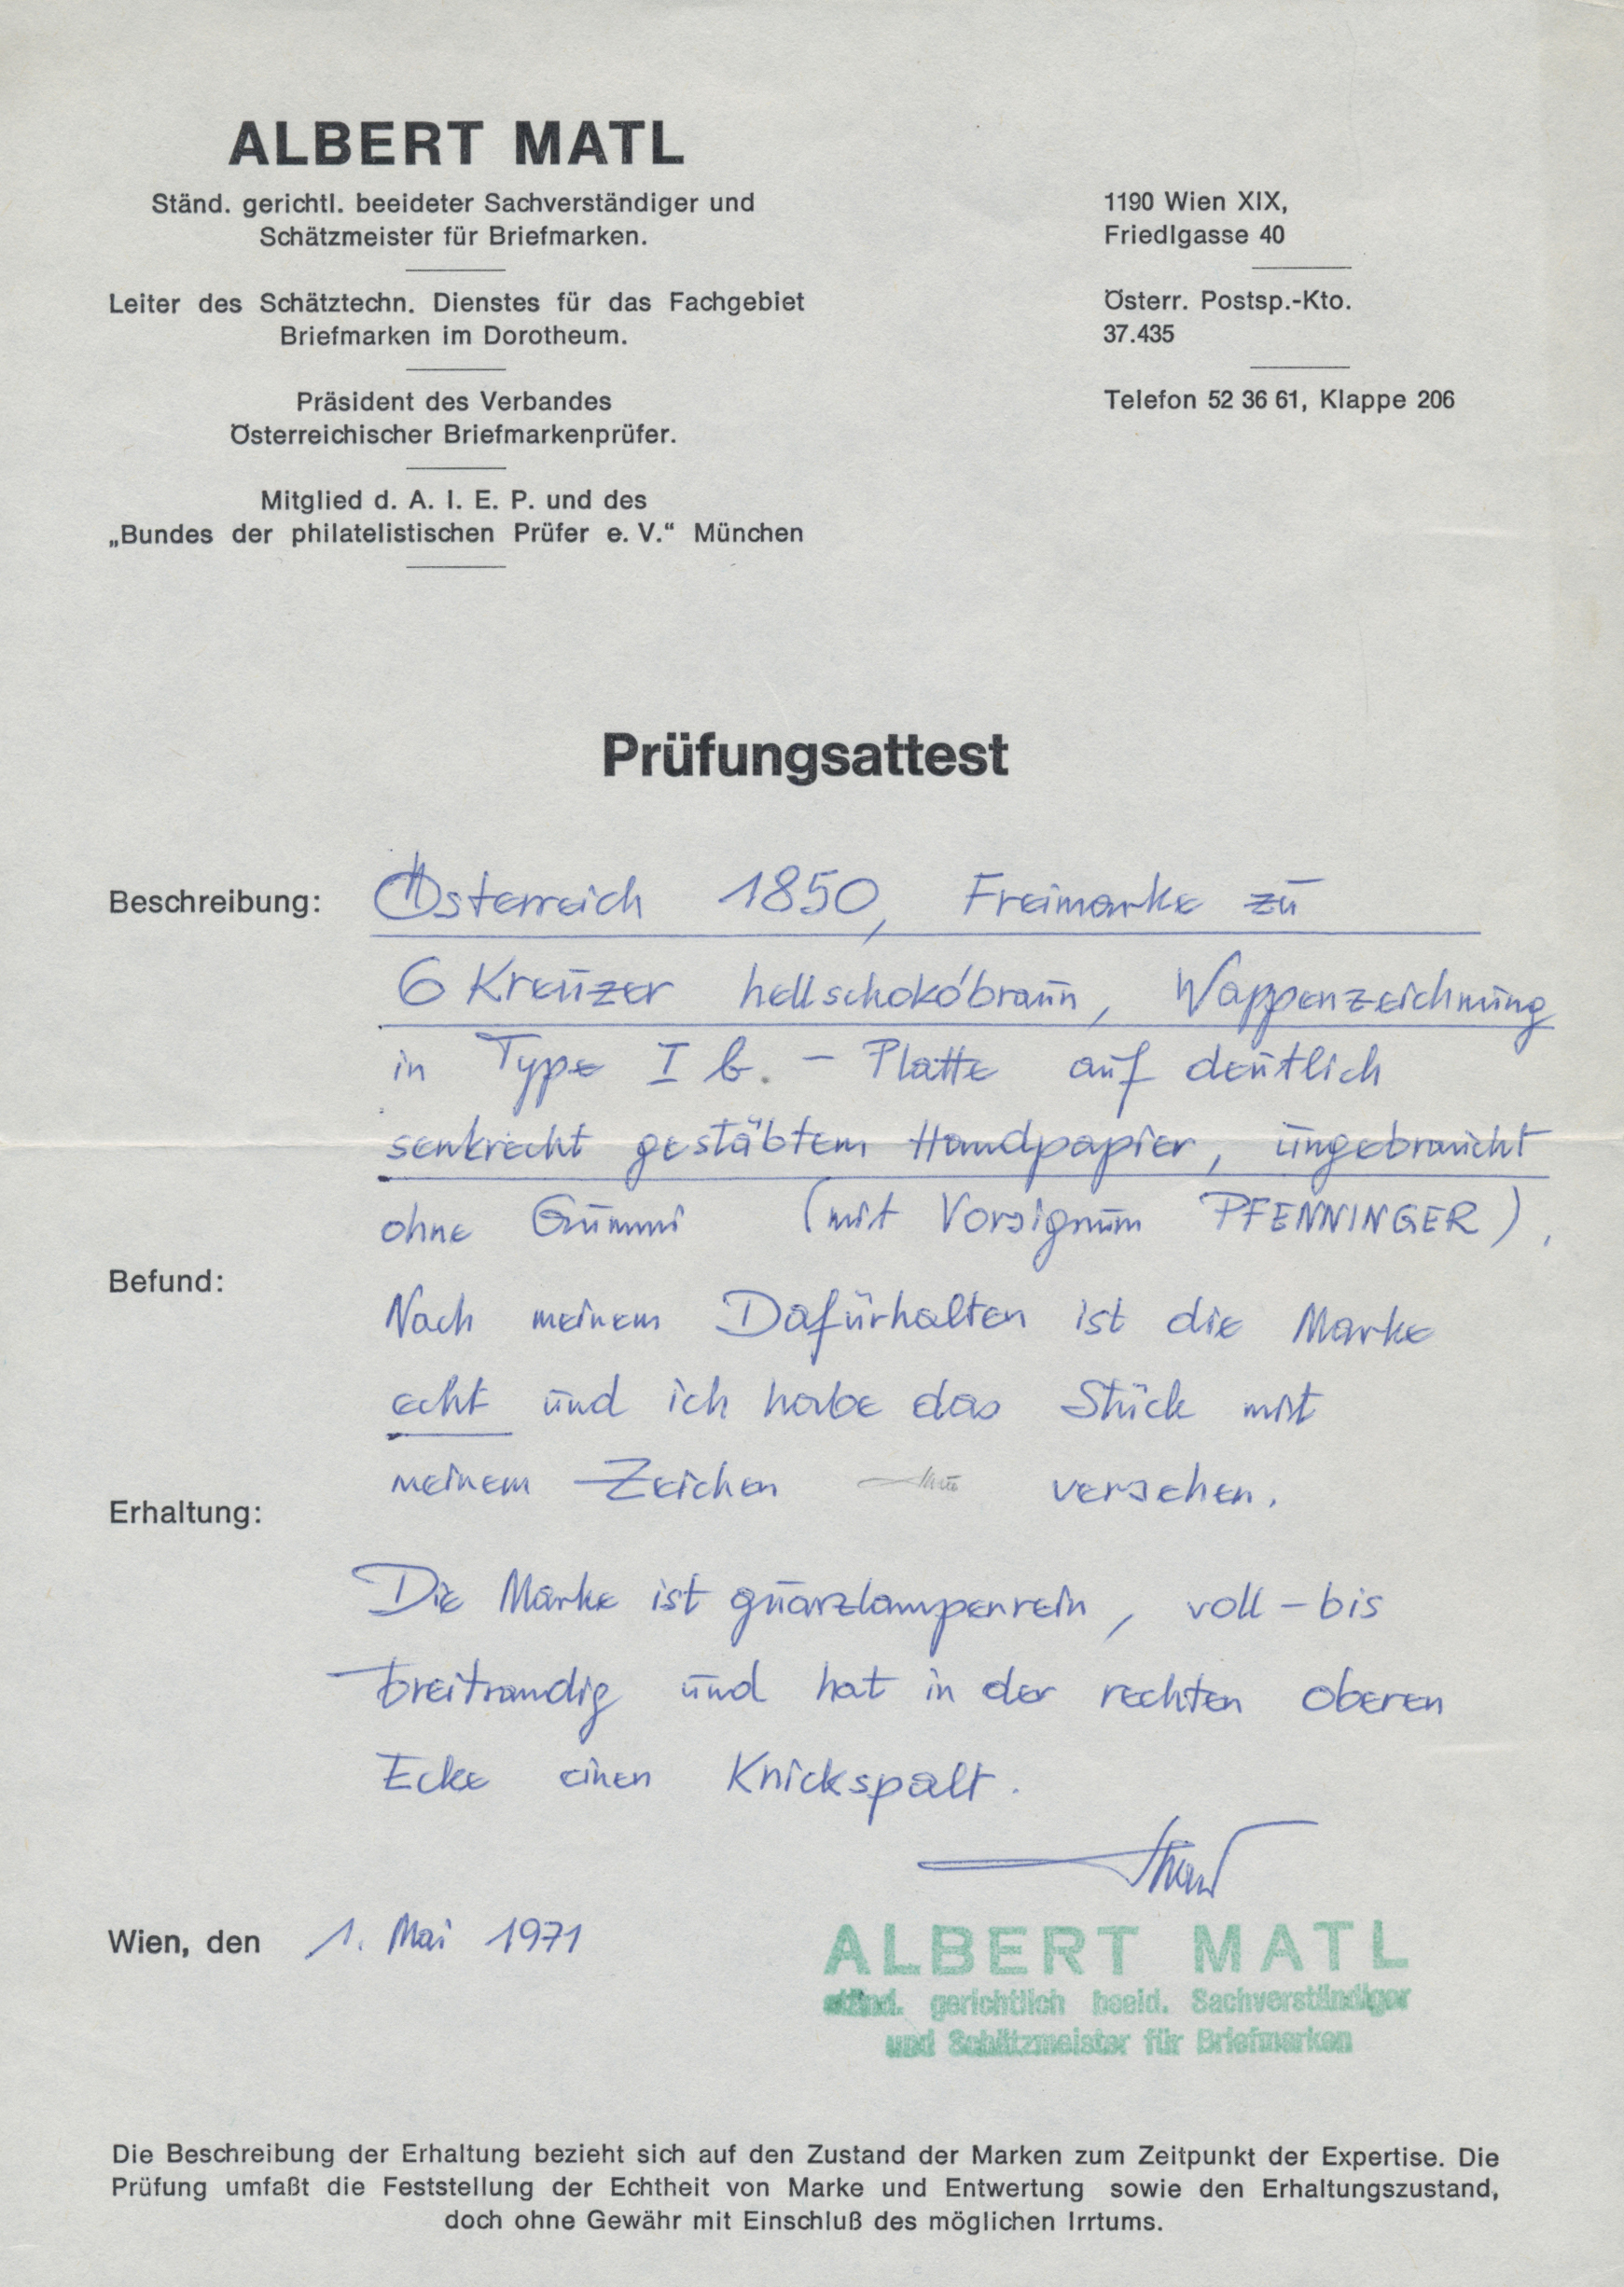 ALBERT MATL
Ständ. gerichtl. beeideter Sachverständiger und
Schätzmeister für Briefmarken.
Leiter des Schätztechn. Dienstes für das Fachgebiet
Briefmarken im Dorotheum.
Präsident des Verbandes
Österreichischer Briefmarkenprüfer.
Mitglied d. A. I. E. P. und des
„Bundes der philatelistischen Prüfer e. V.“ München
1190 Wien XIX,
Friedlgasse 40
Österr. Postsp.-Kto.
37.435
Telefon 52 36 61, Klappe 206
Prüfungsattest
Beschreibung: Österreich 1850, Freimarke zu
6 Kreuzer hellschoko'braun, Wappenzeichnung
in Type I b. - Platte auf deutlich
senkrecht gestäbtem Handpapier, ungebraucht
ohne Gummi (mit Vorsignum PFENNINGER),
Befund:
Nach meinem Dafürhalten ist die Marke
echt und ich habe das Stück mit
meinem Zeichen versehen.
Erhaltung:
Die Marke ist quarzlampenrein, voll - bis
breitrandig und hat in der rechten oberen
Ecke einen Knickspalt.
Wien, den 1. Mai 1971
ALBERT MATL
ständ. gerichtlich beeid. Sachverständiger
und Schätzmeister für Briefmarken
Die Beschreibung der Erhaltung bezieht sich auf den Zustand der Marken zum Zeitpunkt der Expertise. Die
Prüfung umfaßt die Feststellung der Echtheit von Marke und Entwertung sowie den Erhaltungszustand,
doch ohne Gewähr mit Einschluß des möglichen Irrtums.